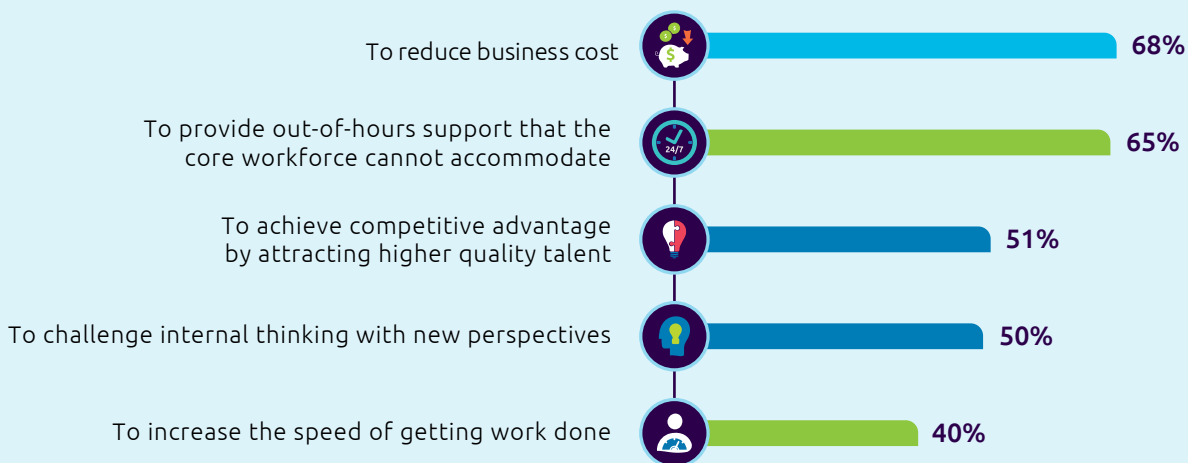 To reduce business cost
68%
To provide out-of-hours support that the
core workforce cannot accommodate
24/7
65%
To achieve competitive advantage
by attracting higher quality talent
51%
To challenge internal thinking with new perspectives
50%
To increase the speed of getting work done
40%